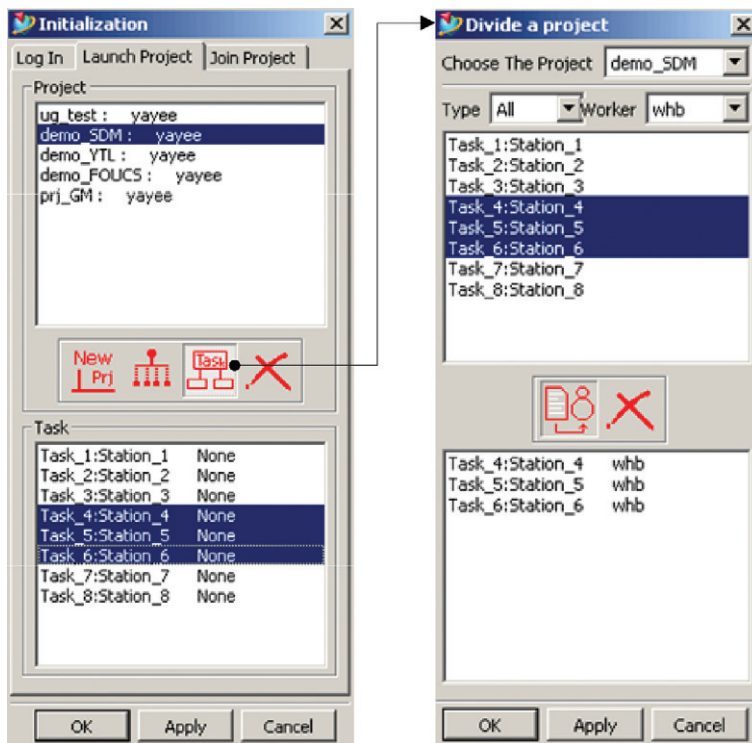 Initialization
Log In Launch Project Join Project
Project
ug_test : yayee
demo_SDM : yayee
demo_YTL : yayee
demo_FOUCS : yayee
prj_GM : yayee
New
Prj
Task
Task
Task_1:Station_1 None
Task_2:Station_2 None
Task_3:Station_3 None
Task_4:Station_4 None
Task_5:Station_5 None
Task_6:Station_6 None
Task_7:Station_7 None
Task_8:Station_8 None
OK Apply Cancel
Divide a project
Choose The Project demo_SDM
Type All Worker whb
Task_1:Station_1
Task_2:Station_2
Task_3:Station_3
Task_4:Station_4
Task_5:Station_5
Task_6:Station_6
Task_7:Station_7
Task_8:Station_8
Task_4:Station_4 whb
Task_5:Station_5 whb
Task_6:Station_6 whb
OK Apply Cancel